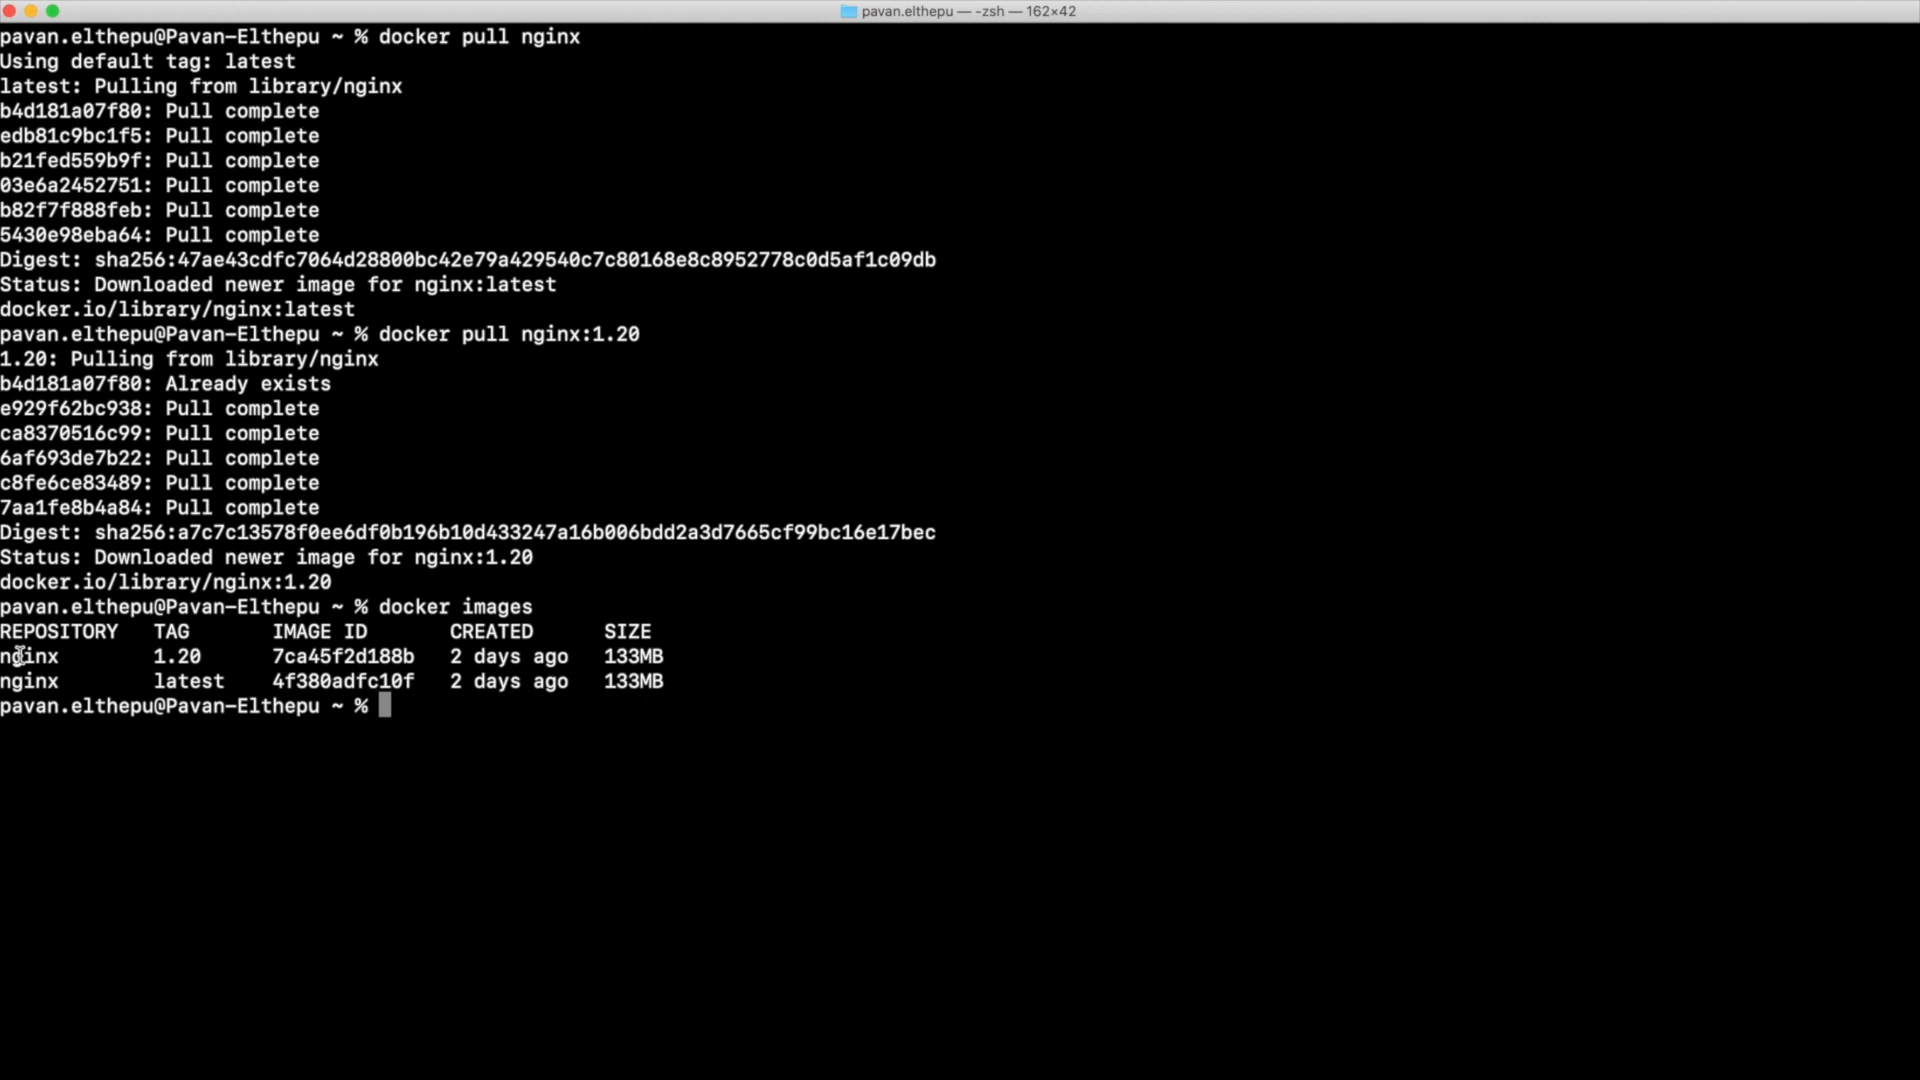 pavan.elthepu — -zsh — 162×42
pavan.elthepu@Pavan-Elthepu ~ % docker pull nginx
Using default tag: latest
latest: Pulling from library/nginx
b4d181a07f80: Pull complete
edb81c9bc1f5: Pull complete
b21fed559b9f: Pull complete
03e6a2452751: Pull complete
b82f7f888feb: Pull complete
5430e98eba64: Pull complete
Digest: sha256:47ae43cdfc7064d28800bc42e79a429540c7c80168e8c8952778c0d5af1c09db
Status: Downloaded newer image for nginx:latest
docker.io/library/nginx:latest
pavan.elthepu@Pavan-Elthepu ~ % docker pull nginx:1.20
1.20: Pulling from library/nginx
b4d181a07f80: Already exists
e929f62bc938: Pull complete
ca8370516c99: Pull complete
6af693de7b22: Pull complete
c8fe6ce83489: Pull complete
7aa1fe8b4a84: Pull complete
Digest: sha256:a7c7c13578f0ee6df0b196b10d433247a16b006bdd2a3d7665cf99bc16e17bec
Status: Downloaded newer image for nginx:1.20
docker.io/library/nginx:1.20
pavan.elthepu@Pavan-Elthepu ~ % docker images
REPOSITORY   TAG       IMAGE ID       CREATED      SIZE
nginx        1.20      7ca45f2d188b   2 days ago   133MB
nginx        latest    4f380adfc10f   2 days ago   133MB
pavan.elthepu@Pavan-Elthepu ~ %